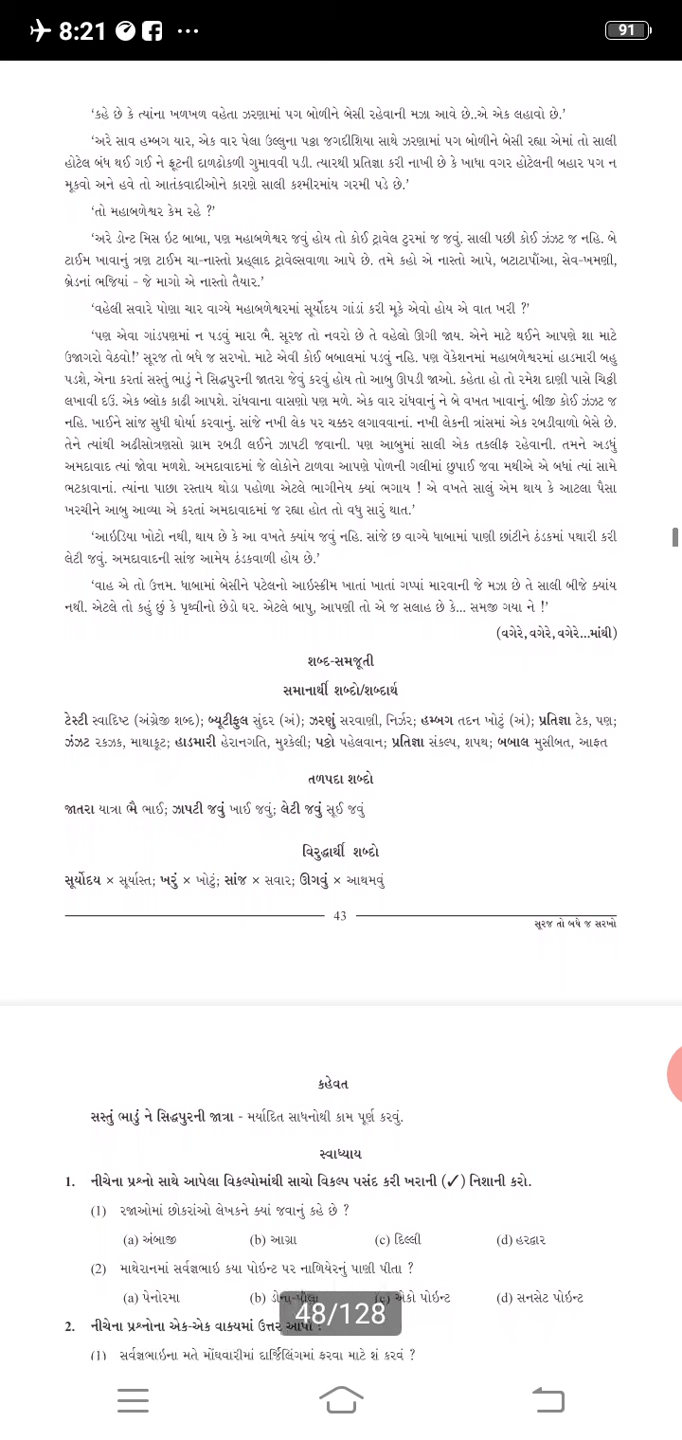 8:21
91
‘કહે છે કે ત્યાંના ખળખળ વહેતા ઝરણામાં પગ બોળીને બેસી રહેવાની મઝા આવે છે..એ એક લહાવો છે.’
‘અરે સાવ હમ્બગ યાર, એક વાર પેલા ઉલ્લુના પઠ્ઠા જગદીશિયા સાથે ઝરણામાં પગ બોળીને બેસી રહ્યા એમાં તો સાલી
હોટેલ બંધ થઈ ગઈ ને ફ્રૂટની દાળઢોકળી ગુમાવવી પડી. ત્યારથી પ્રતિજ્ઞા કરી નાખી છે કે ખાધા વગર હોટેલની બહાર પગ ન
મૂકવો અને હવે તો આતંકવાદીઓને કારણે સાલી કશ્મીરમાંય ગરમી પડે છે.’
‘તો મહાબળેશ્વર કેમ રહે ?’
‘અરે ડોન્ટ મિસ ઇટ બાબા, પણ મહાબળેશ્વર જવું હોય તો કોઈ ટ્રાવેલ ટુરમાં જ જવું. સાલી પછી કોઈ ઝંઝટ જ નહિ. બે
ટાઈમ ખાવાનું ત્રણ ટાઈમ ચા-નાસ્તો પ્રહ્લાદ ટ્રાવેલ્સવાળા આપે છે. તમે કહો એ નાસ્તો આપે, બટાટાપૌંઆ, સેવ-ખમણી,
બ્રેડનાં ભજિયાં - જે માગો એ નાસ્તો તૈયાર.’
‘વહેલી સવારે પોણા ચાર વાગ્યે મહાબળેશ્વરમાં સૂર્યોદય ગાંડાં કરી મૂકે એવો હોય એ વાત ખરી ?’
‘પણ એવા ગાંડપણમાં ન પડવું મારા ભૈ. સૂરજ તો નવરો છે તે વહેલો ઊગી જાય. એને માટે થઈને આપણે શા માટે
ઉજાગરો વેઠવો!’ સૂરજ તો બધે જ સરખો. માટે એવી કોઈ બબાલમાં પડવું નહિ. પણ વૅકેશનમાં મહાબળેશ્વરમાં હાડમારી બહુ
પડશે, એના કરતાં સસ્તું ભાડું ને સિદ્ધપુરની જાતરા જેવું કરવું હોય તો આબુ ઊપડી જાઓ. કહેતા હો તો રમેશ દાણી પાસે ચિઠ્ઠી
લખાવી દઉં. એક બ્લોક કાઢી આપશે. રાંધવાના વાસણો પણ મળે. એક વાર રાંધવાનું ને બે વખત ખાવાનું. બીજી કોઈ ઝંઝટ જ
નહિ. ખાઈને સાંજ સુધી ઘોર્યા કરવાનું. સાંજે નખી લેક પર ચક્કર લગાવવાનાં. નખી લેકની ત્રાંસમાં એક રબડીવાળો બેસે છે.
તેને ત્યાંથી અઢીસોત્રણસો ગ્રામ રબડી લઈને ઝાપટી જવાની. પણ આબુમાં સાલી એક તકલીફ રહેવાની. તમને અડધું
અમદાવાદ ત્યાં જોવા મળશે. અમદાવાદમાં જે લોકોને ટાળવા આપણે પોળની ગલીમાં છુપાઈ જવા મથીએ એ બધાં ત્યાં સામે
ભટકાવાનાં. ત્યાંના પાછા રસ્તાય થોડા પહોળા એટલે ભાગીનેય ક્યાં ભગાય ! એ વખતે સાલું એમ થાય કે આટલા પૈસા
ખરચીને આબુ આવ્યા એ કરતાં અમદાવાદમાં જ રહ્યા હોત તો વધુ સારું થાત.’
‘આઇડિયા ખોટો નથી, થાય છે કે આ વખતે ક્યાંય જવું નહિ. સાંજે છ વાગ્યે ધાબામાં પાણી છાંટીને ઠંડકમાં પથારી કરી
લેટી જવું. અમદાવાદની સાંજ આમેય ઠંડકવાળી હોય છે.’
‘વાહ એ તો ઉત્તમ. ધાબામાં બેસીને પટેલનો આઇસ્ક્રીમ ખાતાં ખાતાં ગપ્પાં મારવાની જે મઝા છે તે સાલી બીજે ક્યાંય
નથી. એટલે તો કહું છું કે પૃથ્વીનો છેડો ઘર. એટલે બાપુ, આપણી તો એ જ સલાહ છે કે... સમજી ગયા ને !’
(વગેરે, વગેરે, વગેરે...માંથી)
શબ્દ-સમજૂતી
સમાનાર્થી શબ્દો/શબ્દાર્થ
ટેસ્ટી સ્વાદિષ્ટ (અંગ્રેજી શબ્દ); બ્યૂટીફુલ સુંદર (અં); ઝરણું સરવાણી, નિર્ઝર; હમ્બગ તદન ખોટું (અં); પ્રતિજ્ઞા ટેક, પણ;
ઝંઝટ રકઝક, માથાકૂટ; હાડમારી હેરાનગતિ, મુશ્કેલી; પઠ્ઠો પહેલવાન; પ્રતિજ્ઞા સંકલ્પ, શપથ; બબાલ મુસીબત, આફત
તળપદા શબ્દો
જાતરા યાત્રા ભૈ ભાઈ; ઝાપટી જવું ખાઈ જવું; લેટી જવું સૂઈ જવું
વિરુદ્ધાર્થી શબ્દો
સૂર્યોદય × સૂર્યાસ્ત; ખરું × ખોટું; સાંજ × સવાર; ઊગવું × આથમવું
43
સૂરજ તો બધે જ સરખો
કહેવત
સસ્તું ભાડું ને સિદ્ધપુરની જાત્રા - મર્યાદિત સાધનોથી કામ પૂર્ણ કરવું.
સ્વાધ્યાય
1. નીચેના પ્રશ્નો સાથે આપેલા વિકલ્પોમાંથી સાચો વિકલ્પ પસંદ કરી ખરાની (✓) નિશાની કરો.
(1) રજાઓમાં છોકરાંઓ લેખકને ક્યાં જવાનું કહે છે ?
(a) અંબાજી (b) આગ્રા (c) દિલ્લી (d) હરદ્વાર
(2) માથેરાનમાં સર્વજ્ઞભાઇ કયા પોઇન્ટ પર નાળિયેરનું પાણી પીતા ?
(a) પેનોરમા (b) ડોના-પોલા (c) એકો પોઇન્ટ (d) સનસેટ પોઇન્ટ
48/128
2. નીચેના પ્રશ્નોના એક-એક વાક્યમાં ઉત્તર આપો :
(1) સર્વજ્ઞભાઇના મતે મોંઘવારીમાં દાર્જિલિંગમાં ફરવા માટે શું કરવું ?